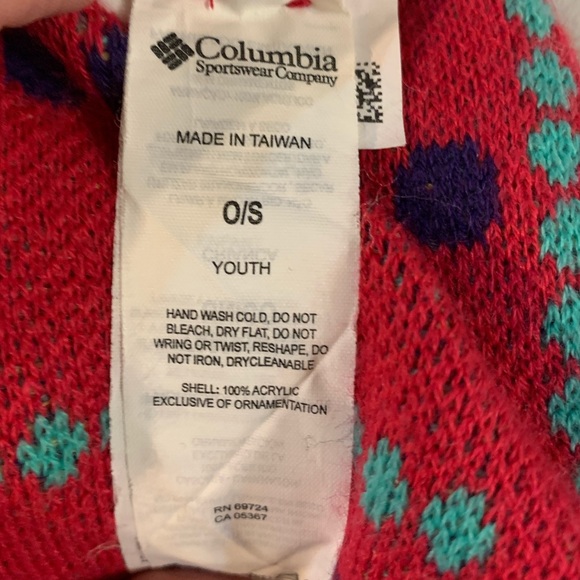 Columbia
Sportswear Company
MADE IN TAIWAN
O/S
YOUTH
HAND WASH COLD, DO NOT
BLEACH, DRY FLAT, DO NOT
WRING OR TWIST, RESHAPE, DO
NOT IRON, DRYCLEANABLE
SHELL: 100% ACRYLIC
EXCLUSIVE OF ORNAMENTATION
RN 69724
CA 05367